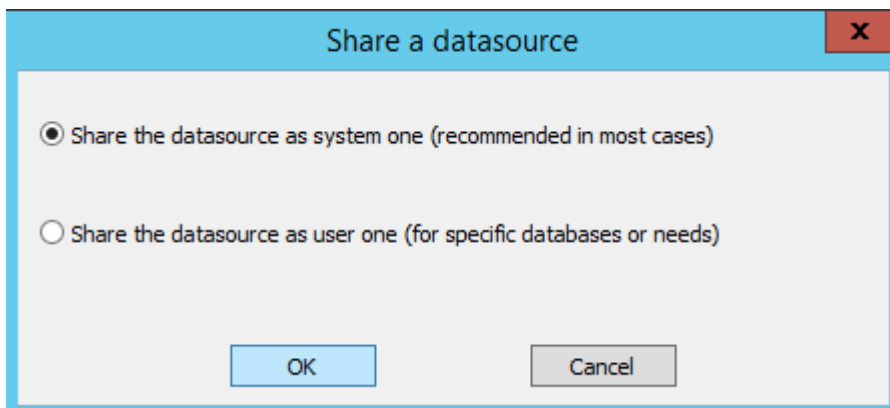 Share a datasource
x
Share the datasource as system one (recommended in most cases)
Share the datasource as user one (for specific databases or needs)
OK
Cancel